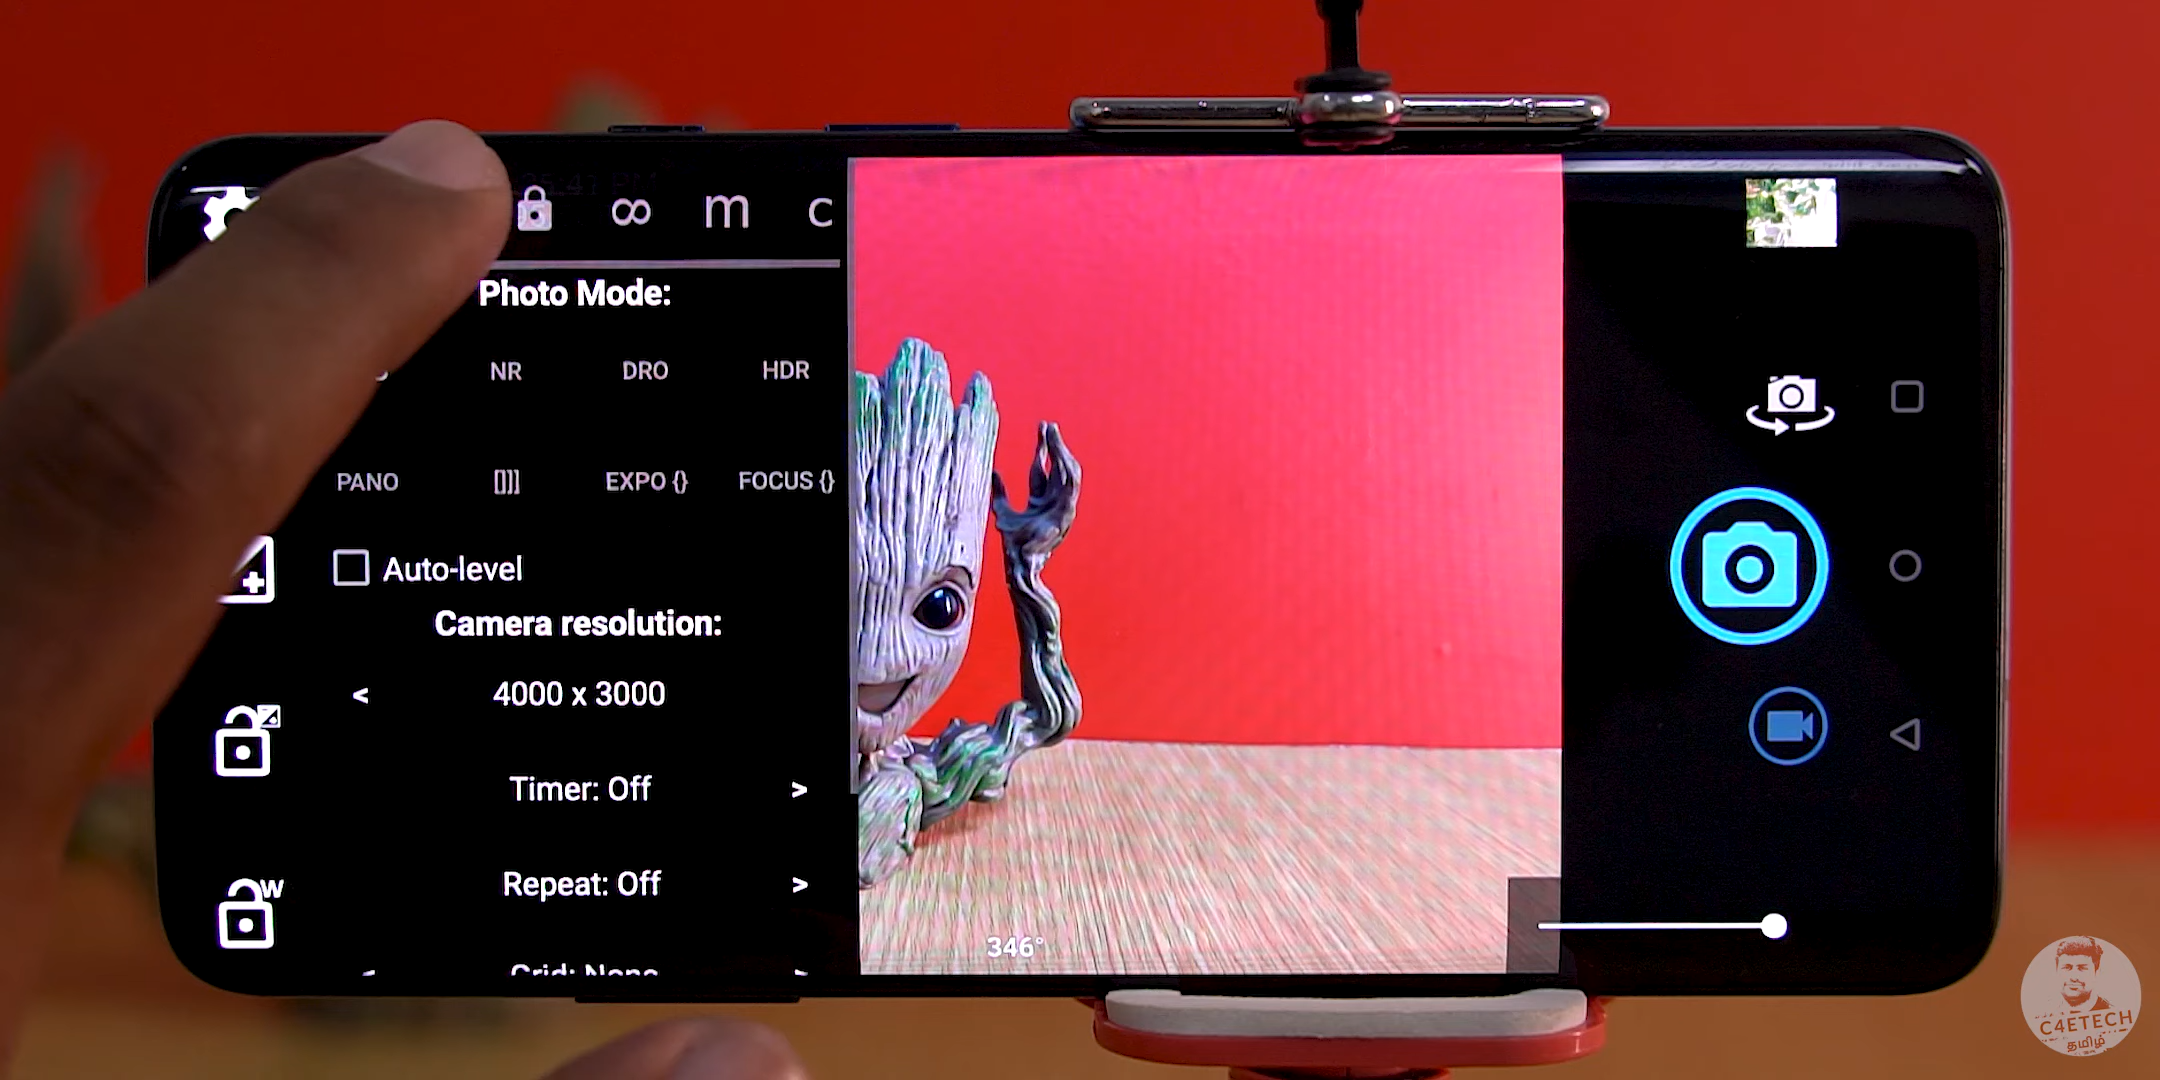 m c
Photo Mode:
NR DRO HDR
PANO []]] EXPO {} FOCUS {}
Auto-level
Camera resolution:
< 4000 x 3000
Timer: Off >
Repeat: Off >
W
346°
C4ETECH
தமிழ்